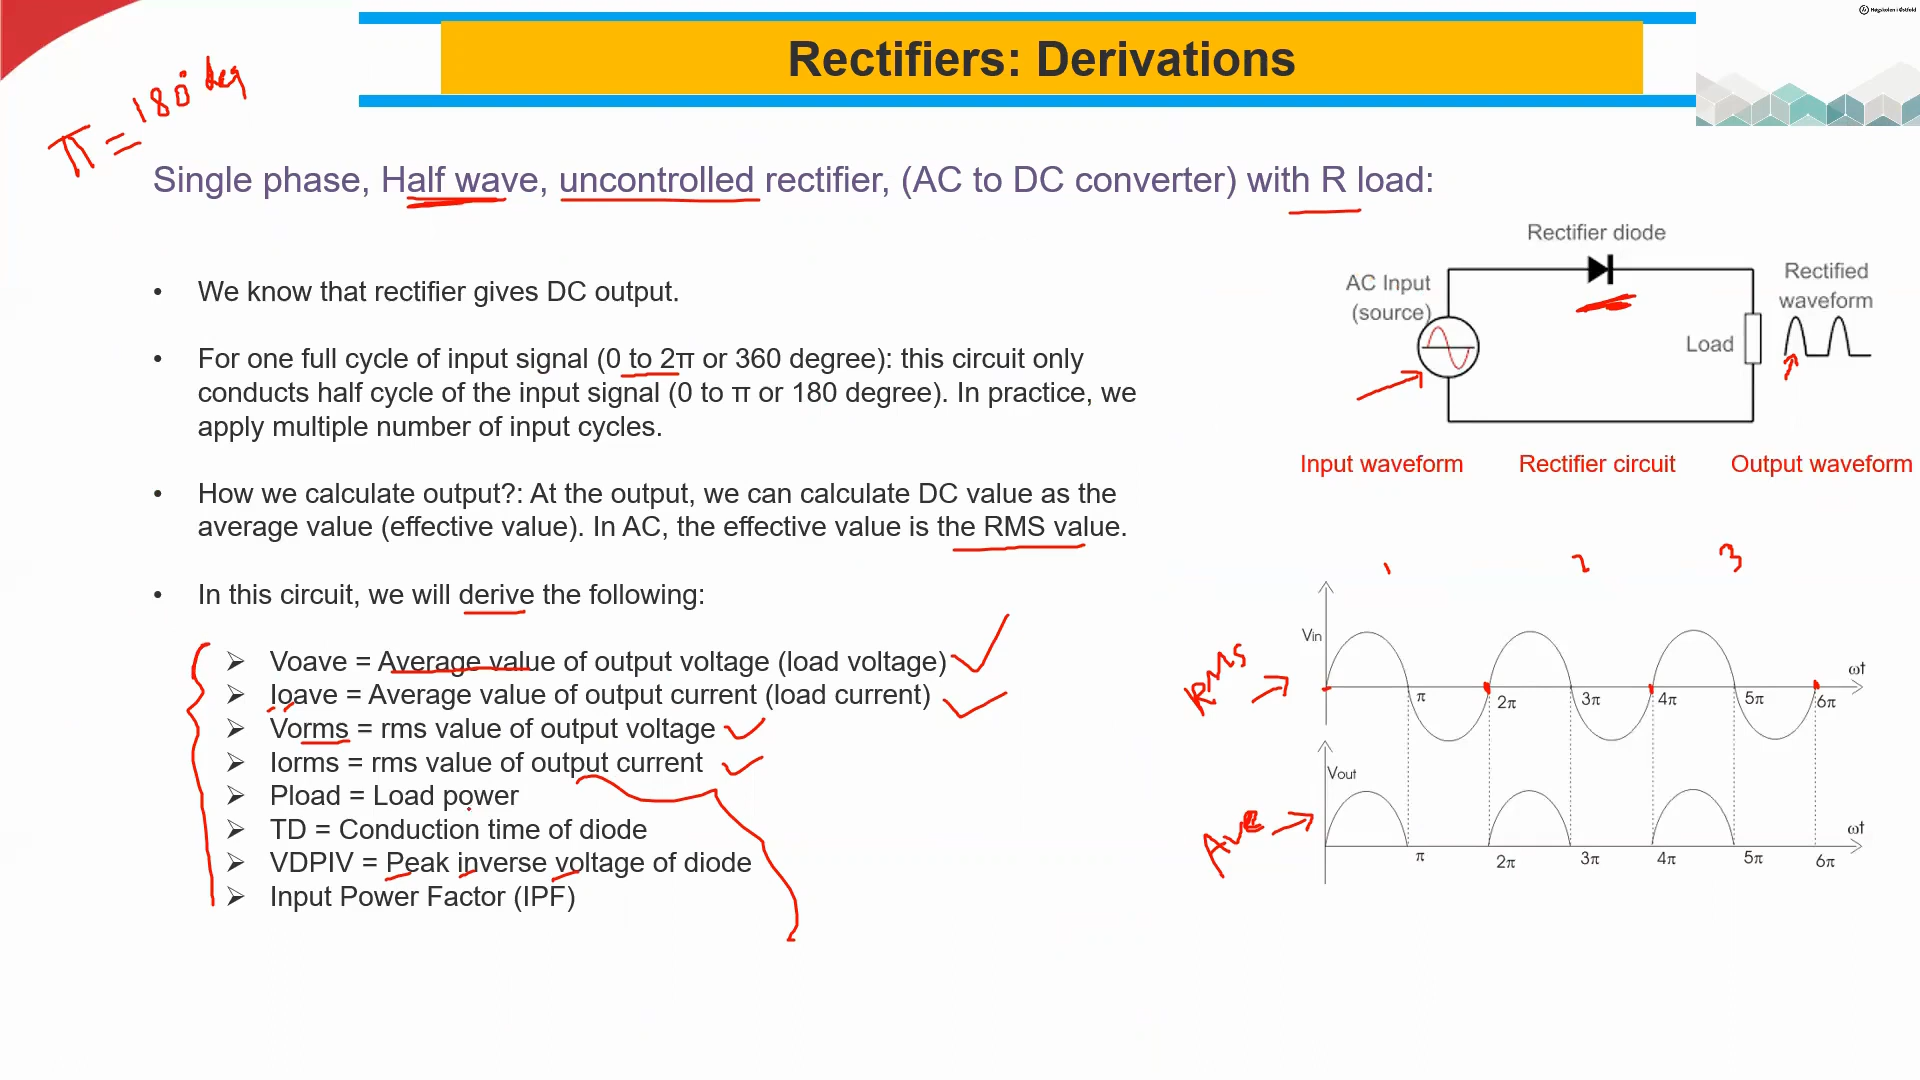 Høgskolen i Østfold
Rectifiers: Derivations
π = 180° deg
Single phase, Half wave, uncontrolled rectifier, (AC to DC converter) with R load:
• We know that rectifier gives DC output.
• For one full cycle of input signal (0 to 2π or 360 degree): this circuit only
conducts half cycle of the input signal (0 to π or 180 degree). In practice, we
apply multiple number of input cycles.
• How we calculate output?: At the output, we can calculate DC value as the
average value (effective value). In AC, the effective value is the RMS value.
• In this circuit, we will derive the following:
➢ Voave = Average value of output voltage (load voltage)
➢ Ioave = Average value of output current (load current)
➢ Vorms = rms value of output voltage
➢ Iorms = rms value of output current
➢ Pload = Load power
➢ TD = Conduction time of diode
➢ VDPIV = Peak inverse voltage of diode
➢ Input Power Factor (IPF)
Rectifier diode
AC Input
(source)
Load
Rectified
waveform
Input waveform
Rectifier circuit
Output waveform
1 2 3
RMS
Vin
ωt
π 2π 3π 4π 5π 6π
Ave
Vout
ωt
π 2π 3π 4π 5π 6π